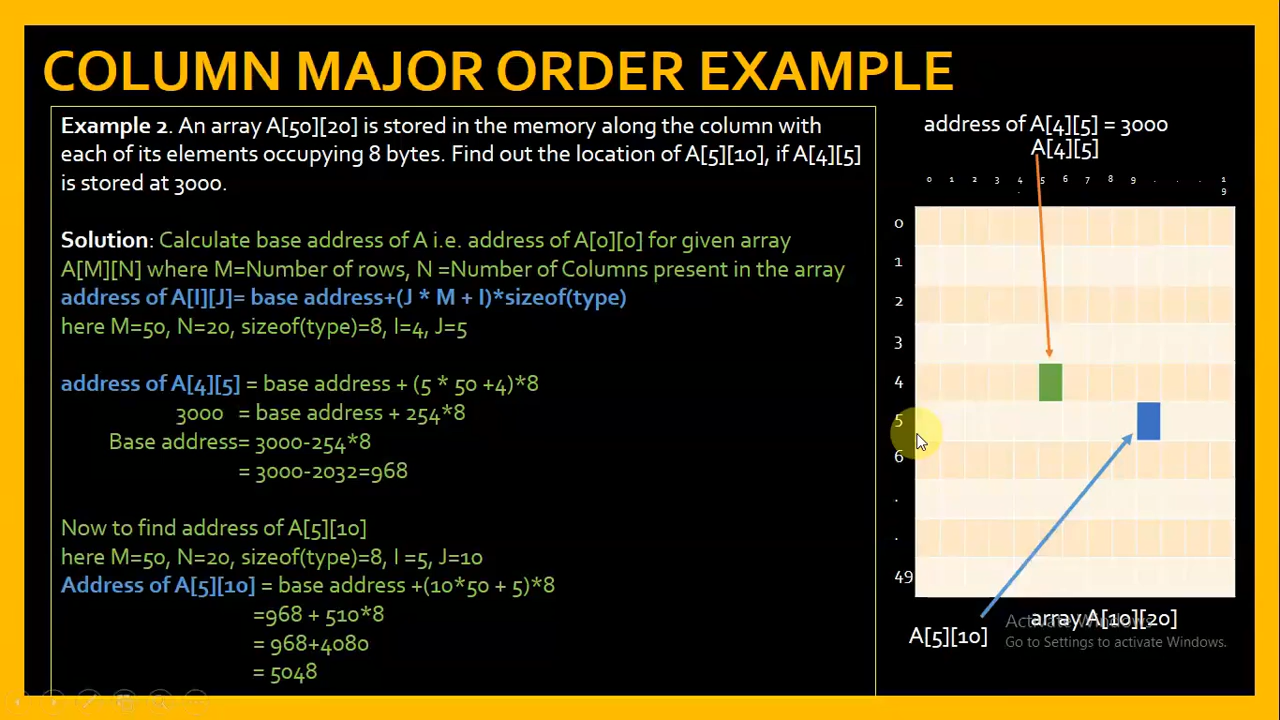 COLUMN MAJOR ORDER EXAMPLE
Example 2. An array A[50][20] is stored in the memory along the column with
each of its elements occupying 8 bytes. Find out the location of A[5][10], if A[4][5]
is stored at 3000.
Solution: Calculate base address of A i.e. address of A[0][0] for given array
A[M][N] where M=Number of rows, N =Number of Columns present in the array
address of A[I][J]= base address+(J * M + I)*sizeof(type)
here M=50, N=20, sizeof(type)=8, I=4, J=5
address of A[4][5] = base address + (5 * 50 +4)*8
3000 = base address + 254*8
Base address= 3000-254*8
= 3000-2032=968
Now to find address of A[5][10]
here M=50, N=20, sizeof(type)=8, I =5, J=10
Address of A[5][10] = base address +(10*50 + 5)*8
=968 + 510*8
= 968+4080
= 5048
address of A[4][5] = 3000
A[4][5]
0 1 2 3 4 5 6 7 8 9 . . . 1
. 9
0
1
2
3
4
5
6
.
.
49
array A[10][20]
A[5][10]
Activate Windows
Go to Settings to activate Windows.